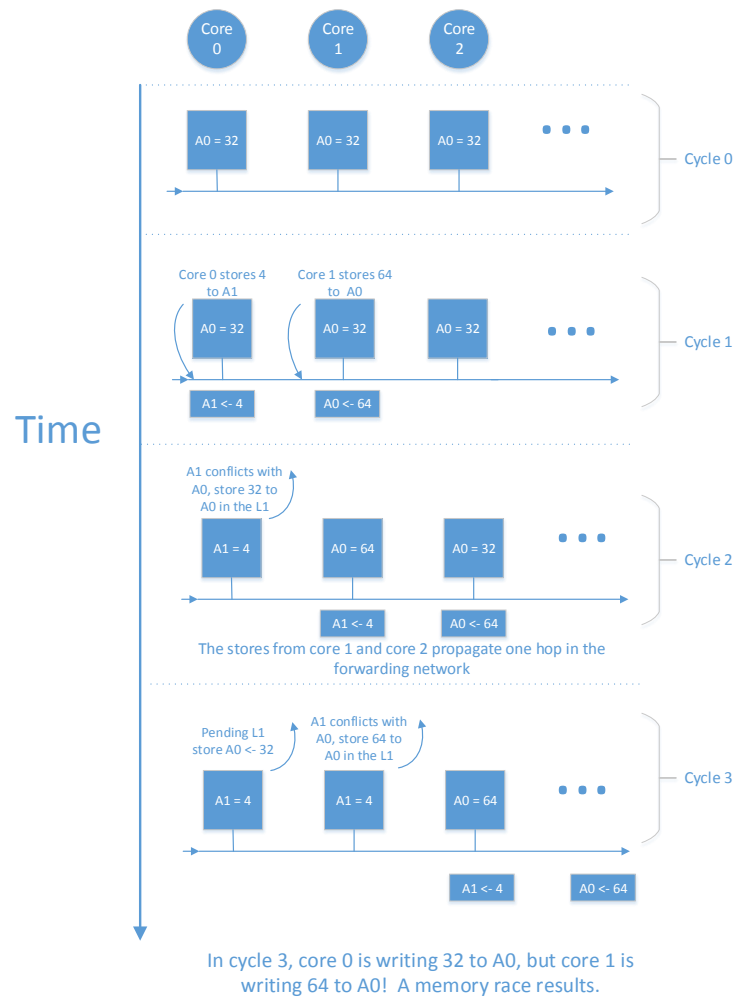 Core
0
Core
1
Core
2
A0 = 32
A0 = 32
A0 = 32
Cycle 0
Core 0 stores 4
to A1
Core 1 stores 64
to A0
A0 = 32
A0 = 32
A0 = 32
Cycle 1
A1 <- 4
A0 <- 64
Time
A1 conflicts with
A0, store 32 to
A0 in the L1
A1 = 4
A0 = 64
A0 = 32
Cycle 2
A1 <- 4
A0 <- 64
The stores from core 1 and core 2 propagate one hop in the
forwarding network
Pending L1
store A0 <- 32
A1 conflicts with
A0, store 64 to
A0 in the L1
A1 = 4
A1 = 4
A0 = 64
Cycle 3
A1 <- 4
A0 <- 64
In cycle 3, core 0 is writing 32 to A0, but core 1 is
writing 64 to A0! A memory race results.